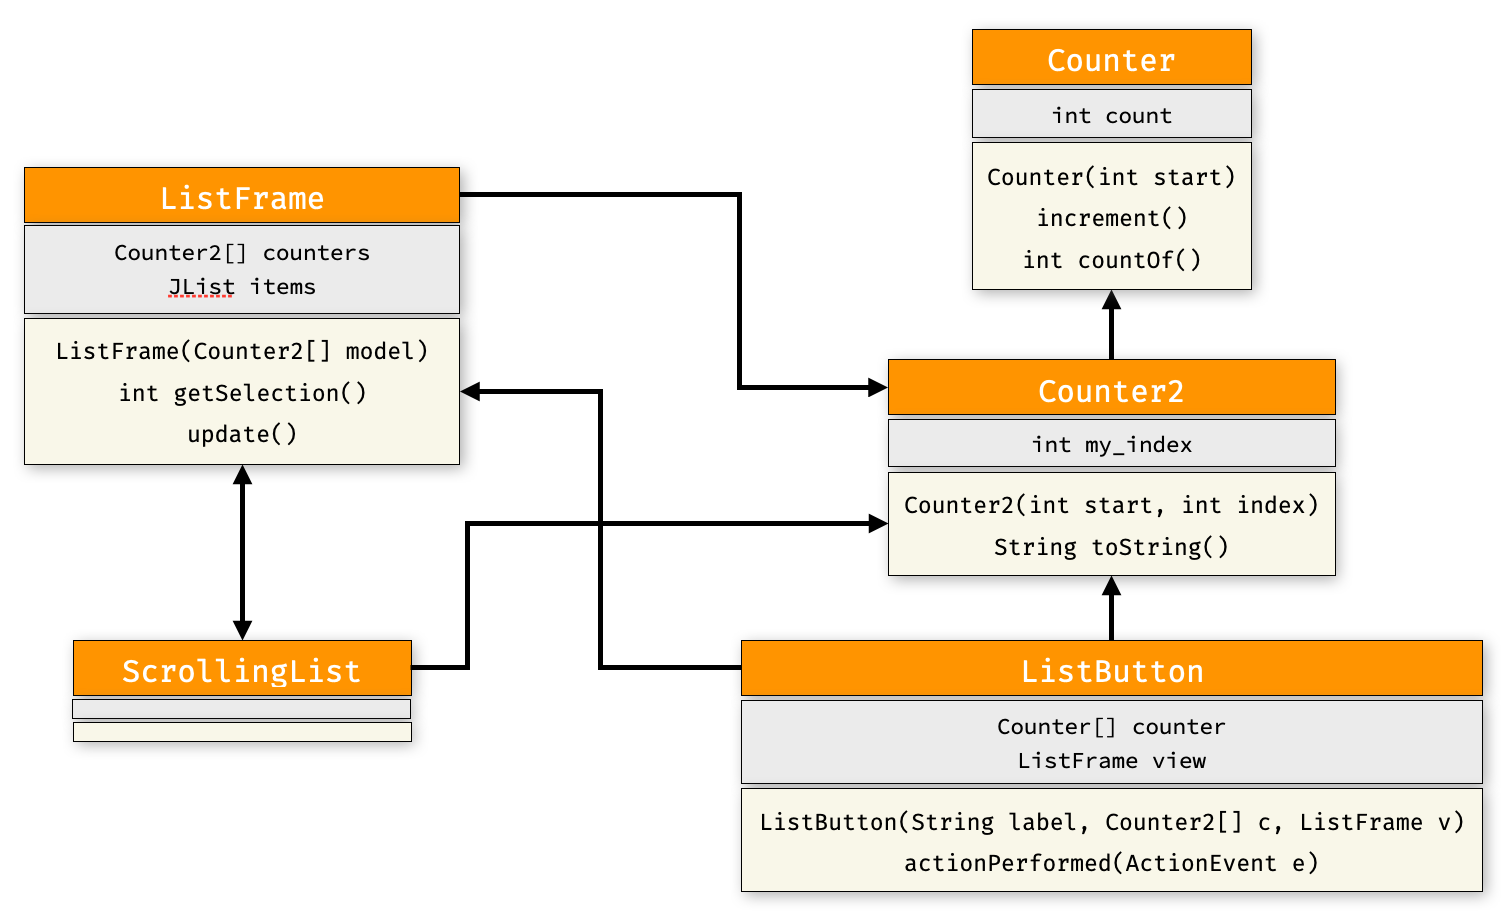 Counter
int count
Counter(int start)
increment()
int countOf()
ListFrame
Counter2[] counters
JList items
ListFrame(Counter2[] model)
int getSelection()
update()
Counter2
int my_index
Counter2(int start, int index)
String toString()
ScrollingList
ListButton
Counter[] counter
ListFrame view
ListButton(String label, Counter2[] c, ListFrame v)
actionPerformed(ActionEvent e)